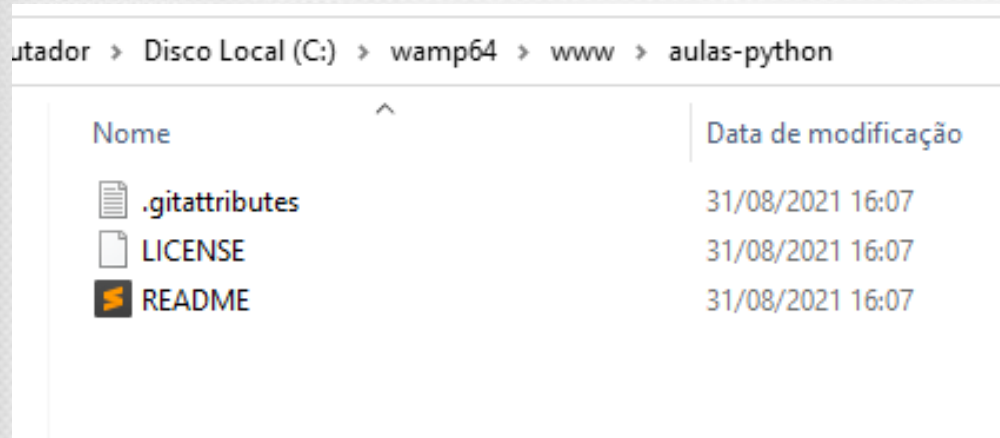 utador > Disco Local (C:) > wamp64 > www > aulas-python
Nome Data de modificação
.gitattributes 31/08/2021 16:07
LICENSE 31/08/2021 16:07
README 31/08/2021 16:07